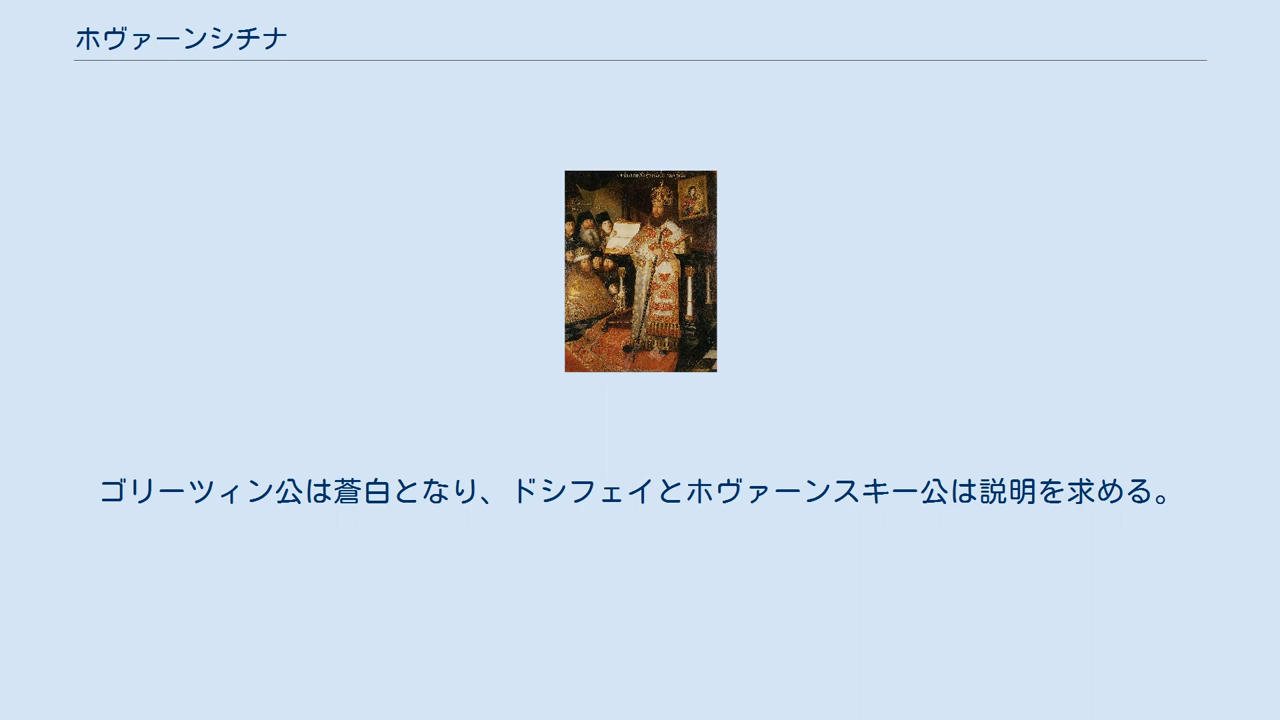 ホヴァーンシチナ
ゴリーツィン公は蒼白となり、ドシフェイとホヴァーンスキー公は説明を求める。